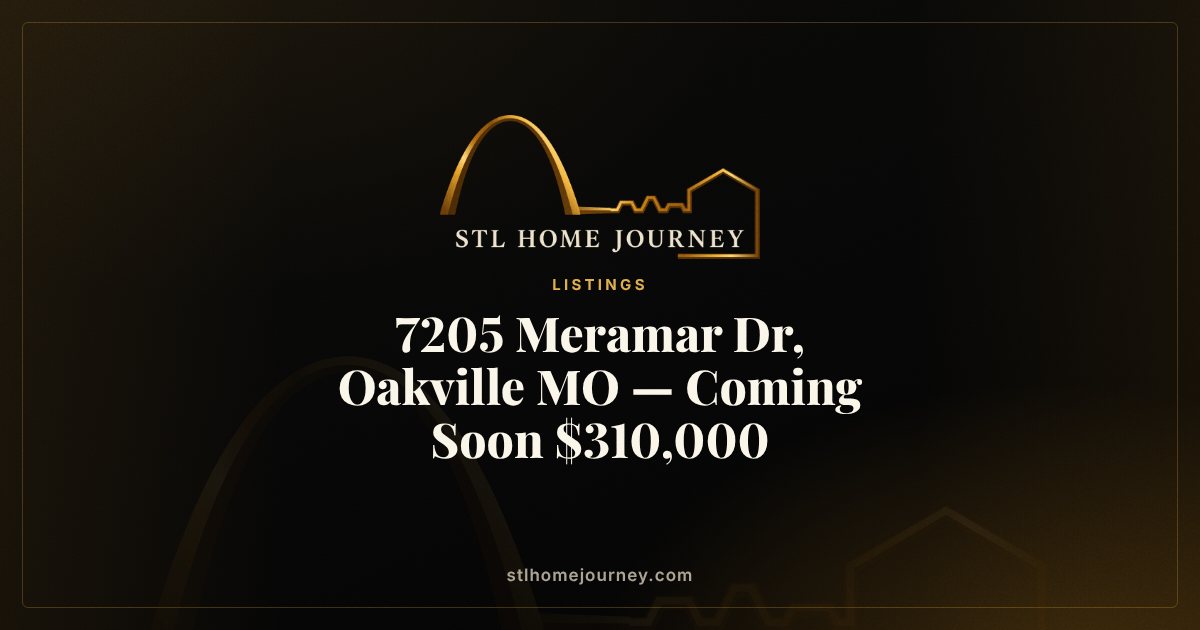 STL HOME JOURNEY
LISTINGS
7205 Meramar Dr,
Oakville MO — Coming
Soon $310,000
stlhomejourney.com